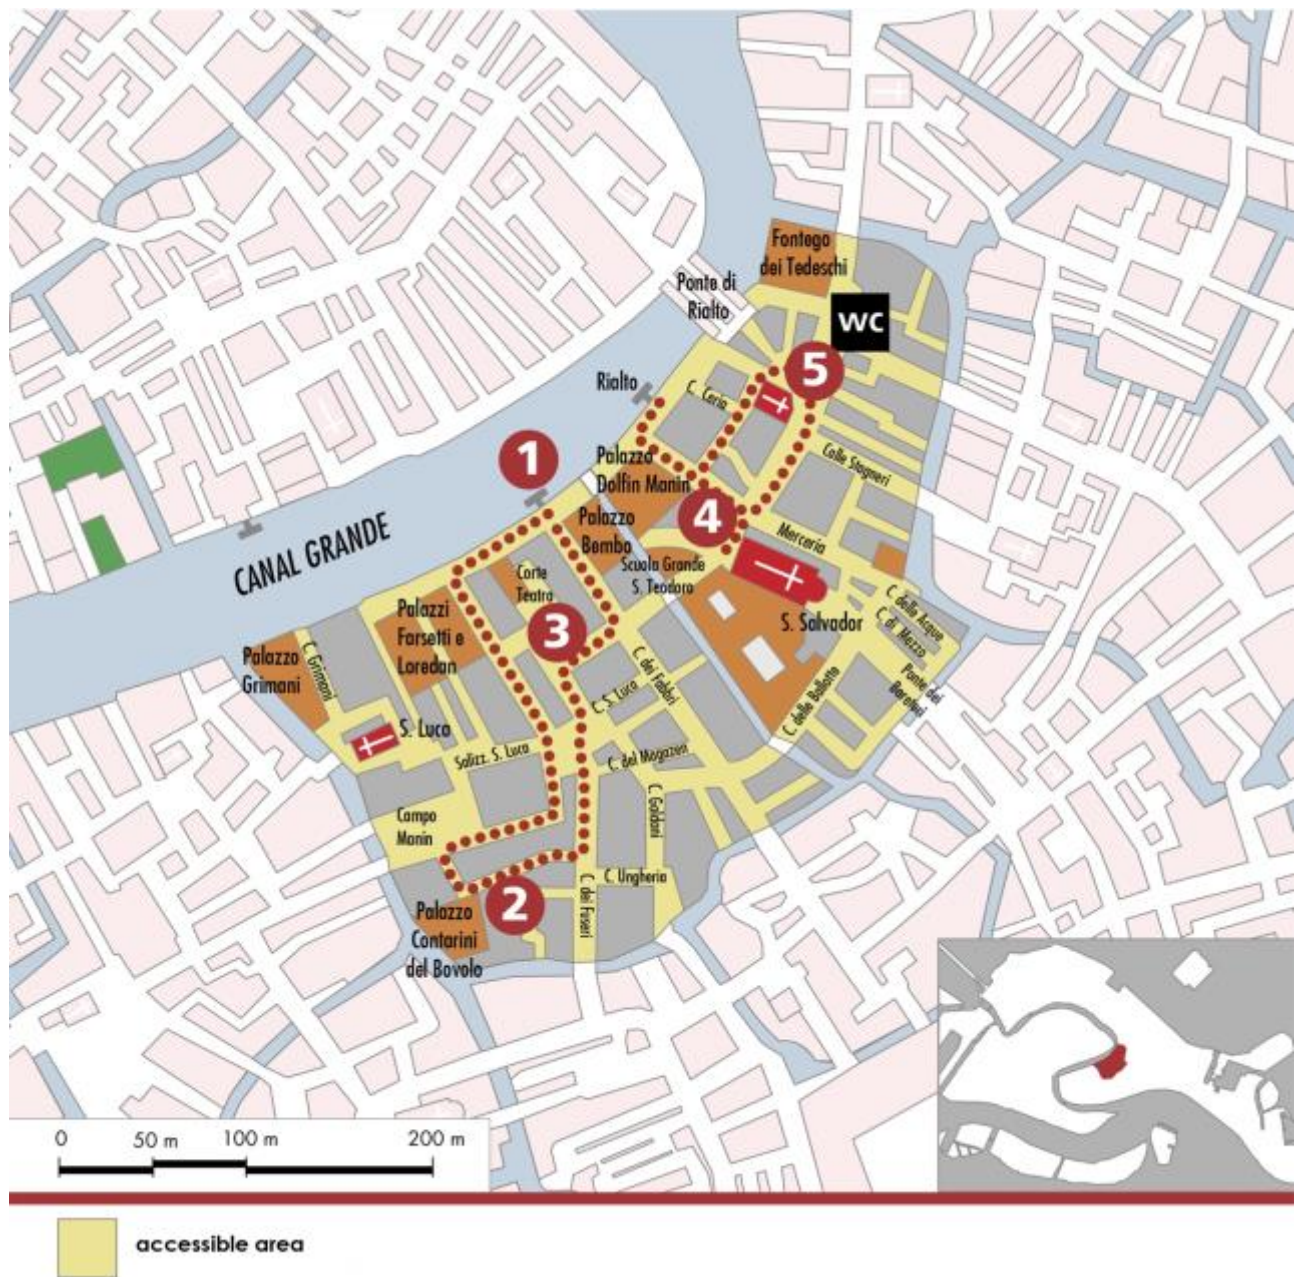 Fontego
dei Tedeschi
Ponte di
Rialto
WC
5
Rialto
C. Ceria
1
Palazzo
Dolfin Manin
Calle Stagneri
4
Palazzo
Bembo
Merceria
CANAL GRANDE
Scuola Grande
S. Teodoro
Corte
Teatro
C. delle Acque
C. di Mezzo
Palazzi
Farsetti e
Loredan
3
S. Salvador
Palazzo
Grimani
C. Grimani
C. dei Fabbri
Ponte dei
Bareteri
C. S. Luca
C. delle Ballotte
S. Luca
Salizz. S. Luca
C. del Magazen
Campo
Manin
C. Goldoni
C. Ungheria
2
C. dei Fuseri
Palazzo
Contarini
del Bovolo
0 50 m 100 m 200 m
accessible area